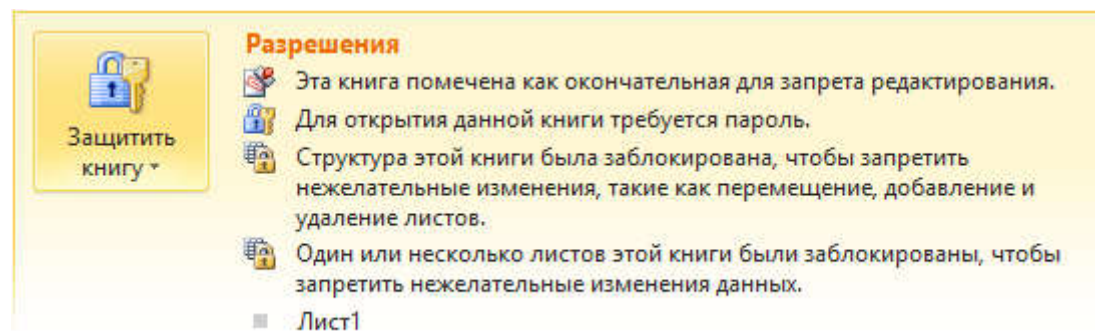 Защитить
книгу
Разрешения
Эта книга помечена как окончательная для запрета редактирования.
Для открытия данной книги требуется пароль.
Структура этой книги была заблокирована, чтобы запретить
нежелательные изменения, такие как перемещение, добавление и
удаление листов.
Один или несколько листов этой книги были заблокированы, чтобы
запретить нежелательные изменения данных.
Лист1